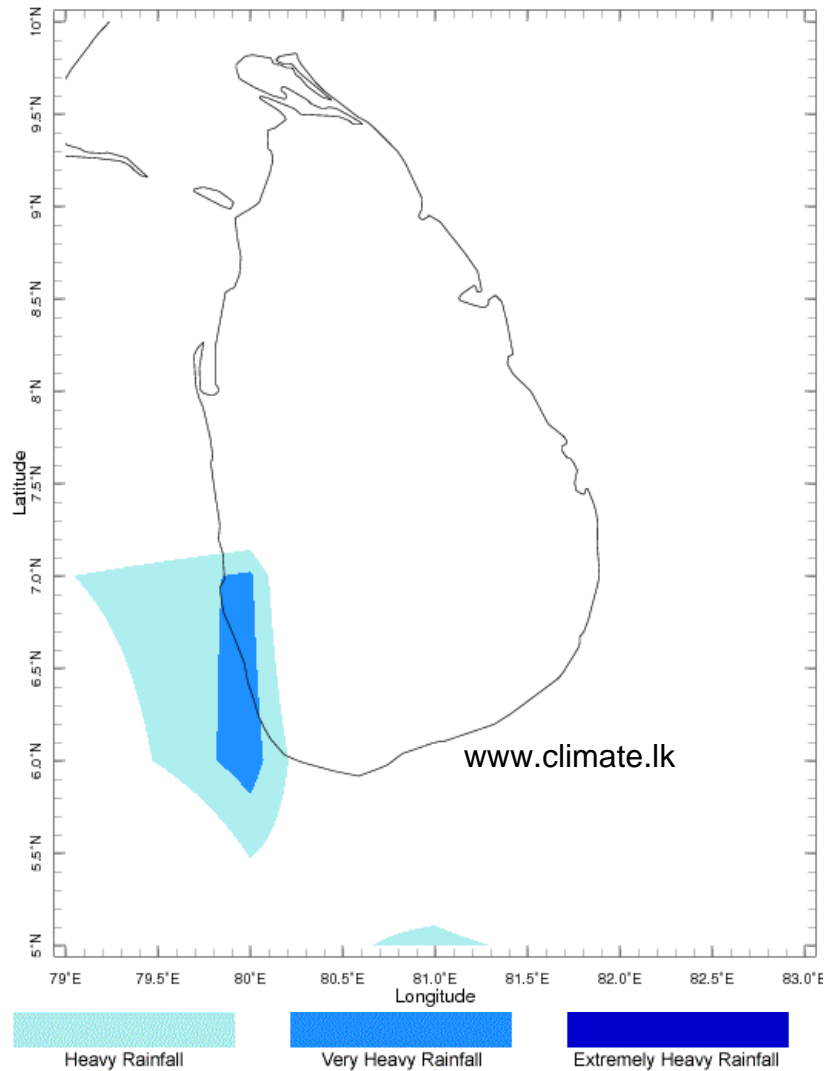 10°N
9.5°N
9°N
8.5°N
8°N
7.5°N
7.0°N
6.5°N
6.0°N
5.5°N
5°N
Latitude
www.climate.lk
79°E 79.5°E 80°E 80.5°E 81.0°E 81.5°E 82.0°E 82.5°E 83.0°E
Longitude
Heavy Rainfall Very Heavy Rainfall Extremely Heavy Rainfall